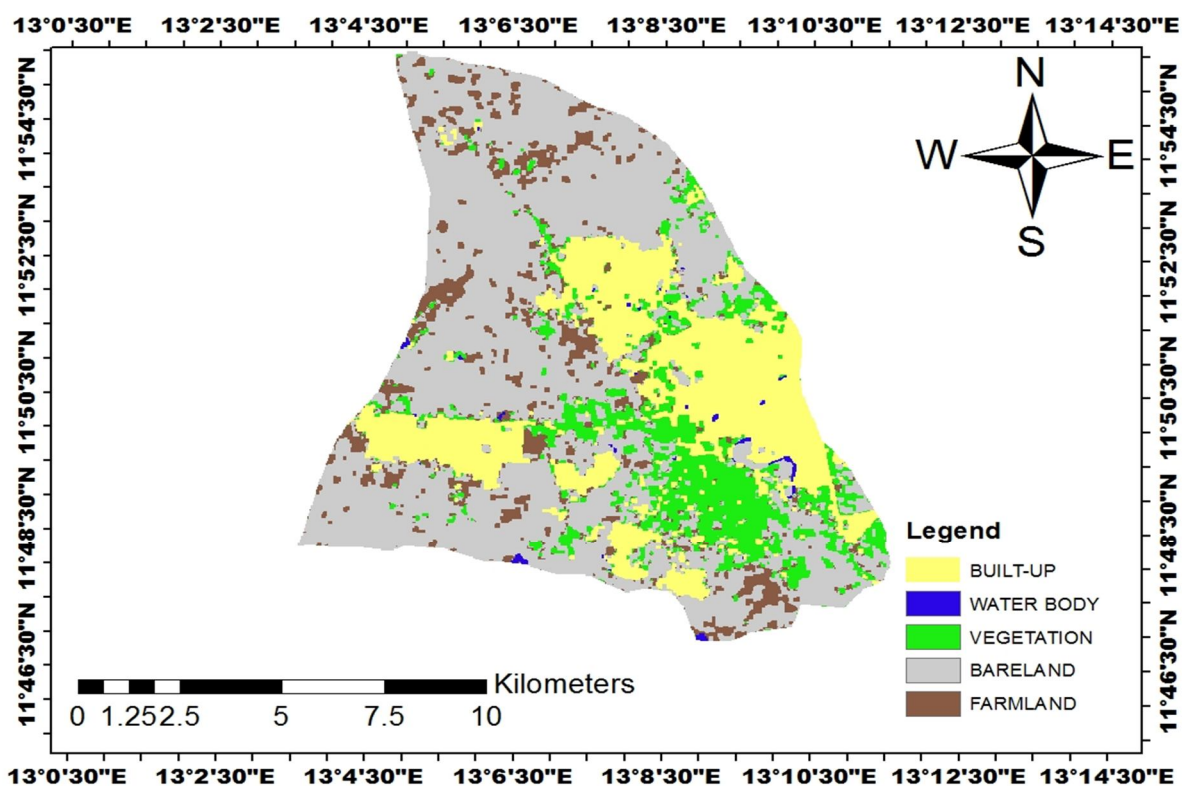 13°0'30"E 13°2'30"E 13°4'30"E 13°6'30"E 13°8'30"E 13°10'30"E 13°12'30"E 13°14'30"E
11°54'30"N
11°52'30"N
11°50'30"N
11°48'30"N
11°46'30"N
N
W E
S
11°54'30"N
11°52'30"N
11°50'30"N
11°48'30"N
11°46'30"N
Legend
BUILT-UP
WATER BODY
VEGETATION
BARELAND
FARMLAND
Kilometers
0 1.25 2.5 5 7.5 10
13°0'30"E 13°2'30"E 13°4'30"E 13°6'30"E 13°8'30"E 13°10'30"E 13°12'30"E 13°14'30"E